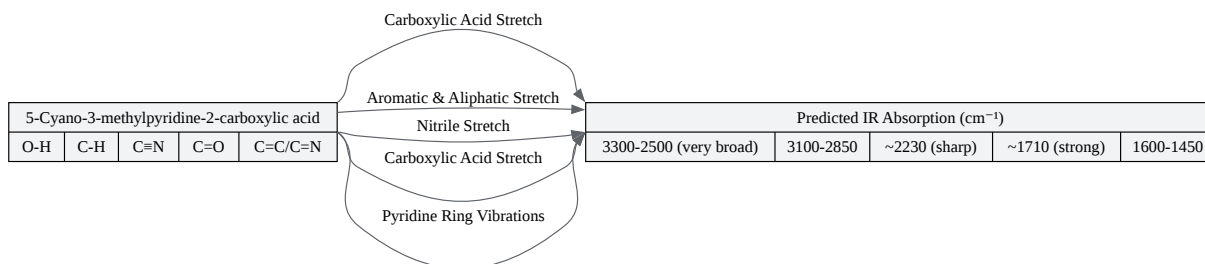 Carboxylic Acid Stretch
Aromatic & Aliphatic Stretch
5-Cyano-3-methylpyridine-2-carboxylic acid
Predicted IR Absorption (cm⁻¹)
Nitrile Stretch
O-H C-H C≡N C=O C=C/C=N
3300-2500 (very broad) 3100-2850 ~2230 (sharp) ~1710 (strong) 1600-1450
Carboxylic Acid Stretch
Pyridine Ring Vibrations